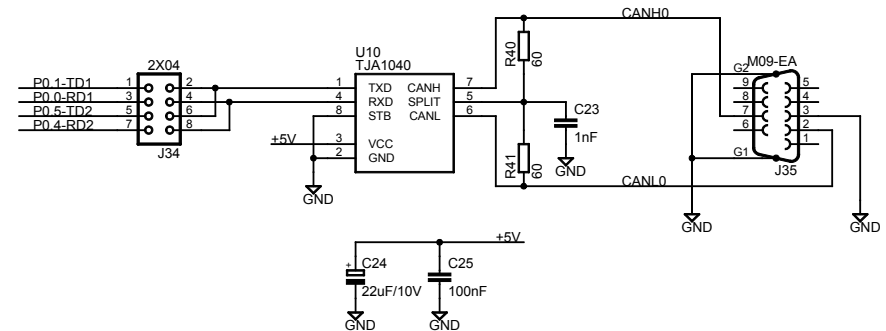 CANH0
U10
TJA1040
2X04
R40
60
M09-EA
G2
P0.1-TD1
P0.0-RD1
P0.5-TD2
P0.4-RD2
1
3
5
7
2
4
6
8
J34
1
4
8
3
2
TXD
RXD
STB
VCC
GND
CANH
SPLIT
CANL
7
5
6
+5V
GND
C23
1nF
GND
R41
60
9
8
7
6
5
4
3
2
1
G1
J35
CANL0
GND
GND
+5V
+
C24
22uF/10V
GND
C25
100nF
GND